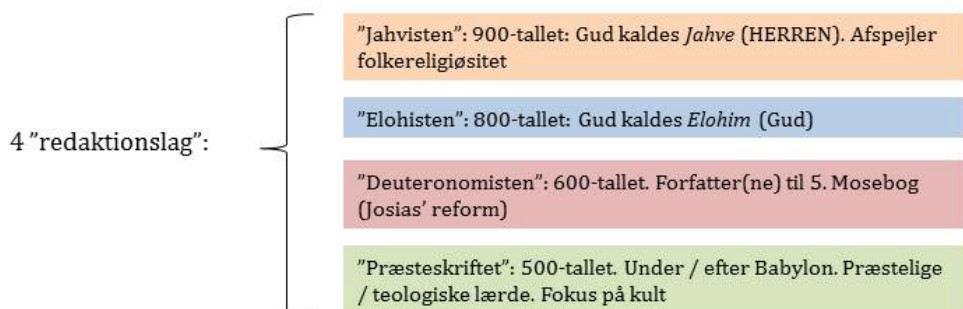 "Jahvisten": 900-tallet: Gud kaldes Jahve (HERREN). Afspejler
folkereligiøsitet
"Elohisten": 800-tallet: Gud kaldes Elohim (Gud)
4 "redaktionslag":
"Deuteronomisten": 600-tallet. Forfatter(ne) til 5. Mosebog
(Josias' reform)
"Præsteskriftet": 500-tallet. Under / efter Babylon. Præstelige
/ teologiske lærde. Fokus på kult